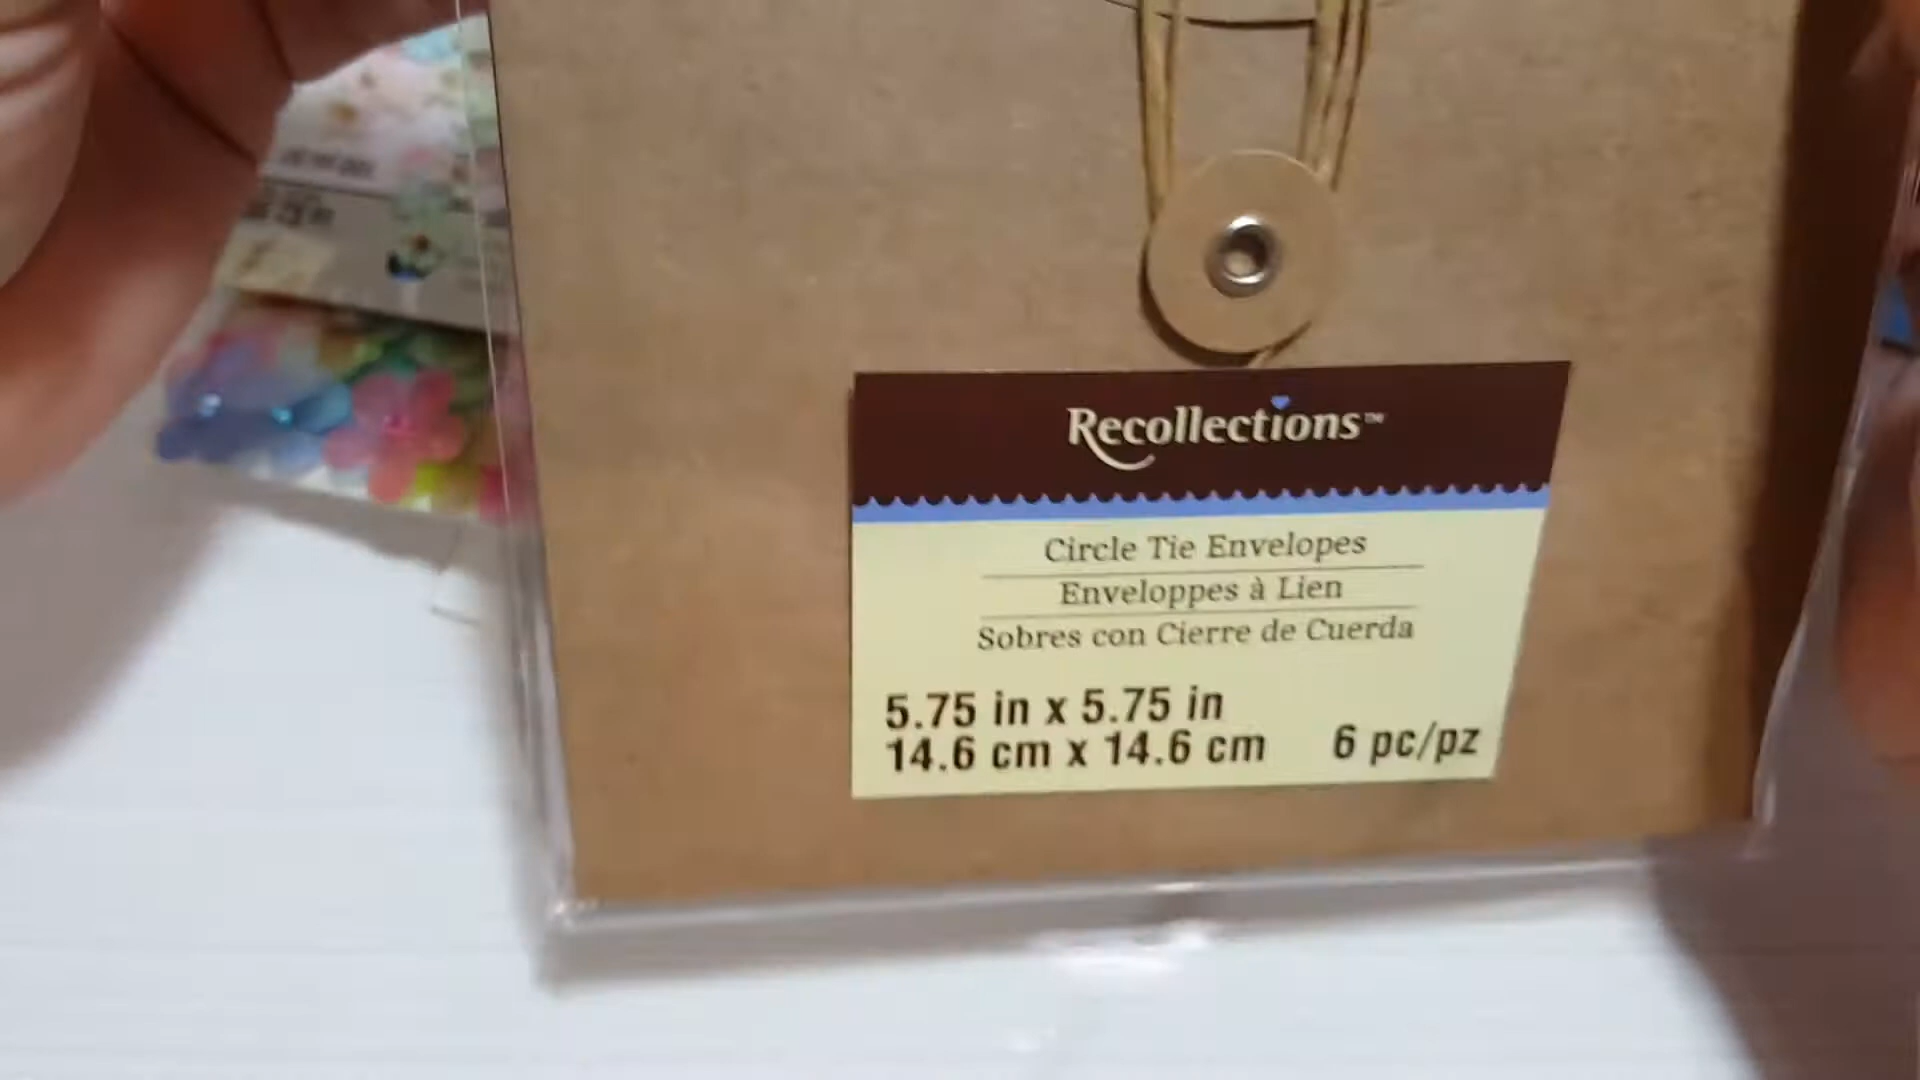 Recollections™
Circle Tie Envelopes
Enveloppes à Lien
Sobres con Cierre de Cuerda
5.75 in x 5.75 in
14.6 cm x 14.6 cm
6 pc/pz